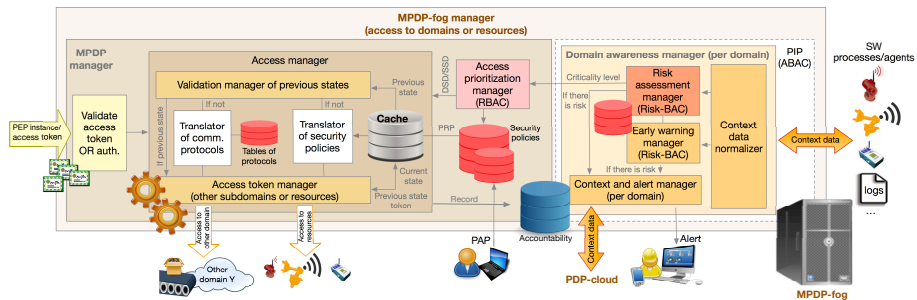 MPDP-fog manager
(access to domains or resources)
MPDP
manager
Access manager
Validation manager of previous states
Previous
state
DSD/SSD
Access
prioritization
manager
(RBAC)
Criticality level
Domain awareness manager (per domain)
PIP
(ABAC)
SW
processes/agents
If there
is risk
Risk
assessment
manager
(Risk-BAC)
Early warning
manager
(Risk-BAC)
Context
data
normalizer
PEP instance/
access token
Validate
access
token
OR auth.
If previous state
If not
If not
Translator
of comm.
protocols
Tables of
protocols
Translator
of security
policies
Cache
PRP
Security
policies
Context data
Current
state
If there is risk
Access token manager
(other subdomains or resources)
Previous state
token
Record
Context and alert manager
(per domain)
logs
...
Access to
other domain
Access to
resources
PAP
Accountability
Context data
Alert
Other
domain Y
PDP-cloud
MPDP-fog